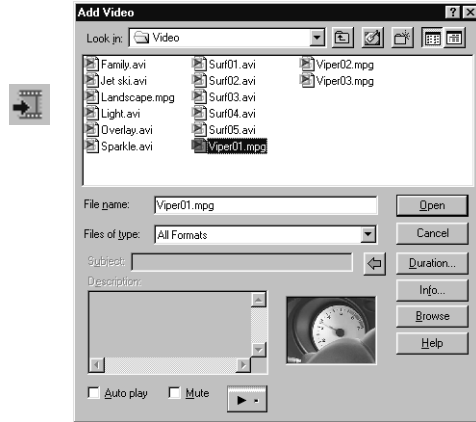 Add Video
Look in: Video
Family.avi
Jet ski.avi
Landscape.mpg
Light.avi
Overlay.avi
Sparkle.avi
Surf01.avi
Surf02.avi
Surf03.avi
Surf04.avi
Surf05.avi
Viper01.mpg
Viper02.mpg
Viper03.mpg
File name: Viper01.mpg
Open
Files of type: All Formats
Cancel
Subject:
Duration...
Description:
Info...
Browse
Help
Auto play Mute